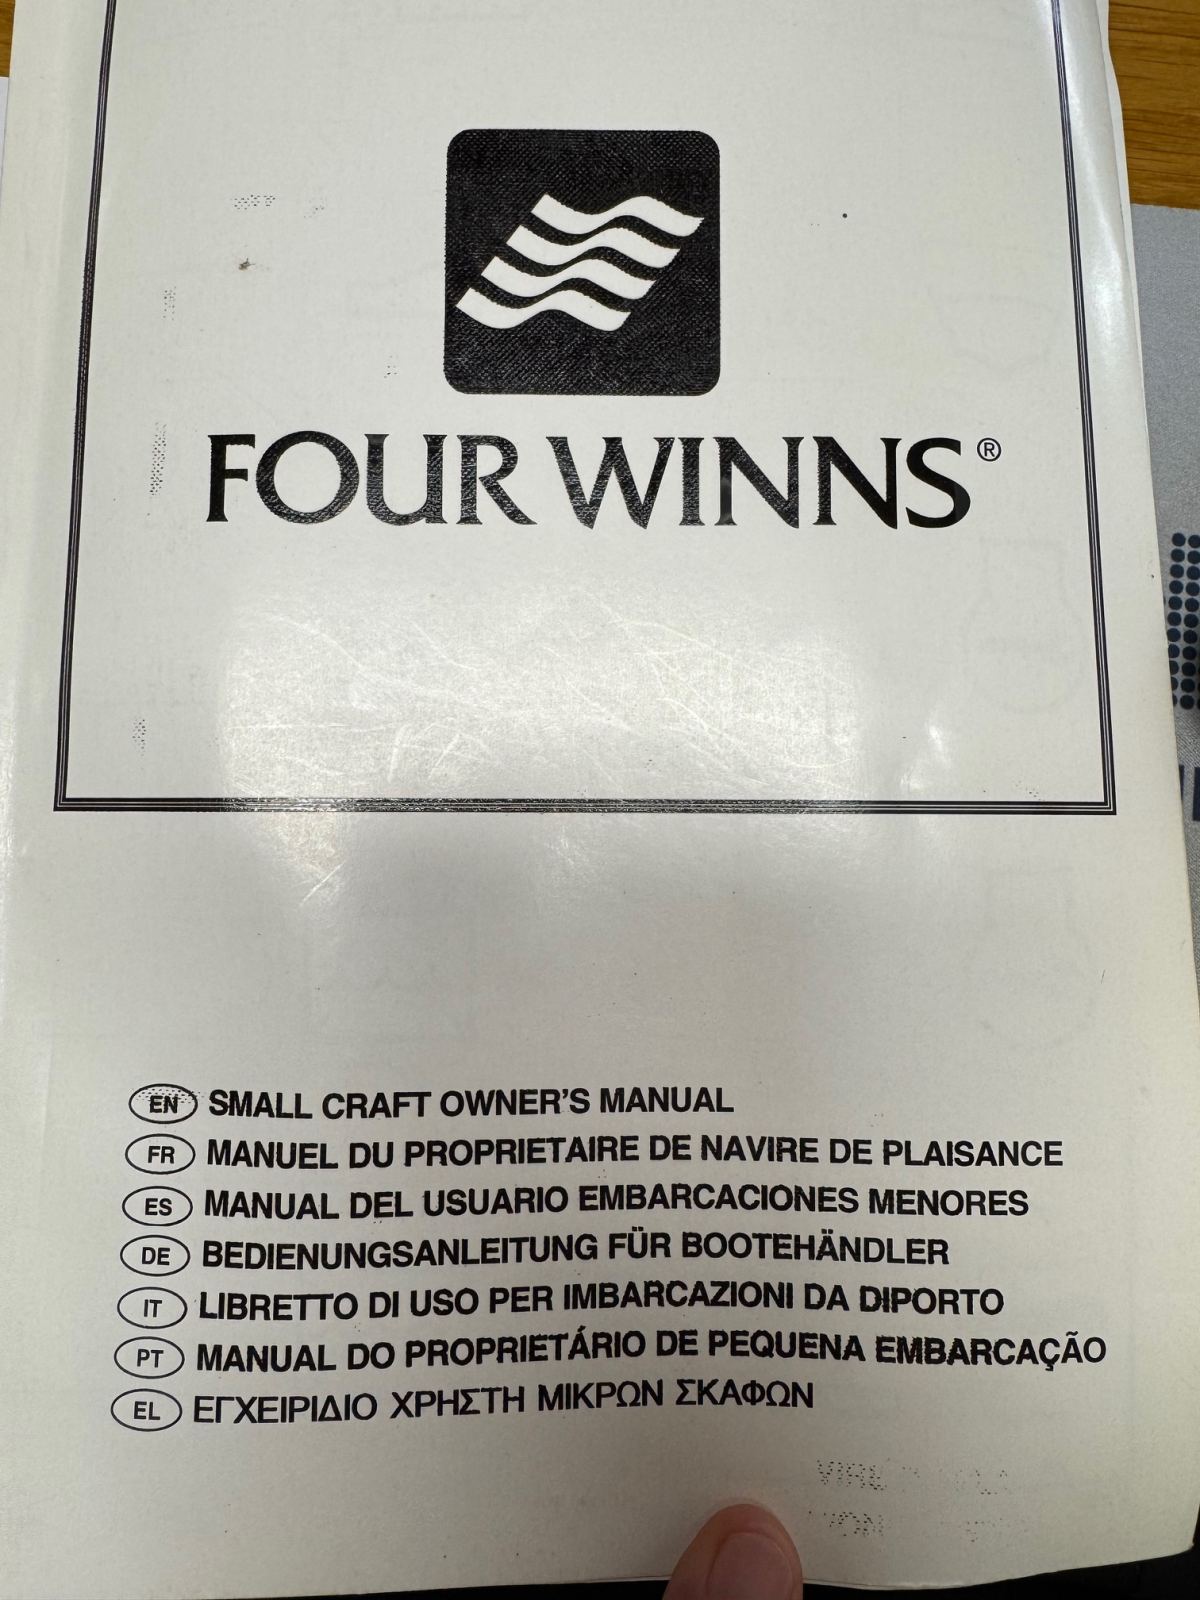 FOUR WINNS®
EN SMALL CRAFT OWNER'S MANUAL
FR MANUEL DU PROPRIETAIRE DE NAVIRE DE PLAISANCE
ES MANUAL DEL USUARIO EMBARCACIONES MENORES
DE BEDIENUNGSANLEITUNG FÜR BOOTEHÄNDLER
IT LIBRETTO DI USO PER IMBARCAZIONI DA DIPORTO
PT MANUAL DO PROPRIETÁRIO DE PEQUENA EMBARCAÇÃO
EL ΕΓΧΕΙΡΙΔΙΟ ΧΡΗΣΤΗ ΜΙΚΡΩΝ ΣΚΑΦΩΝ